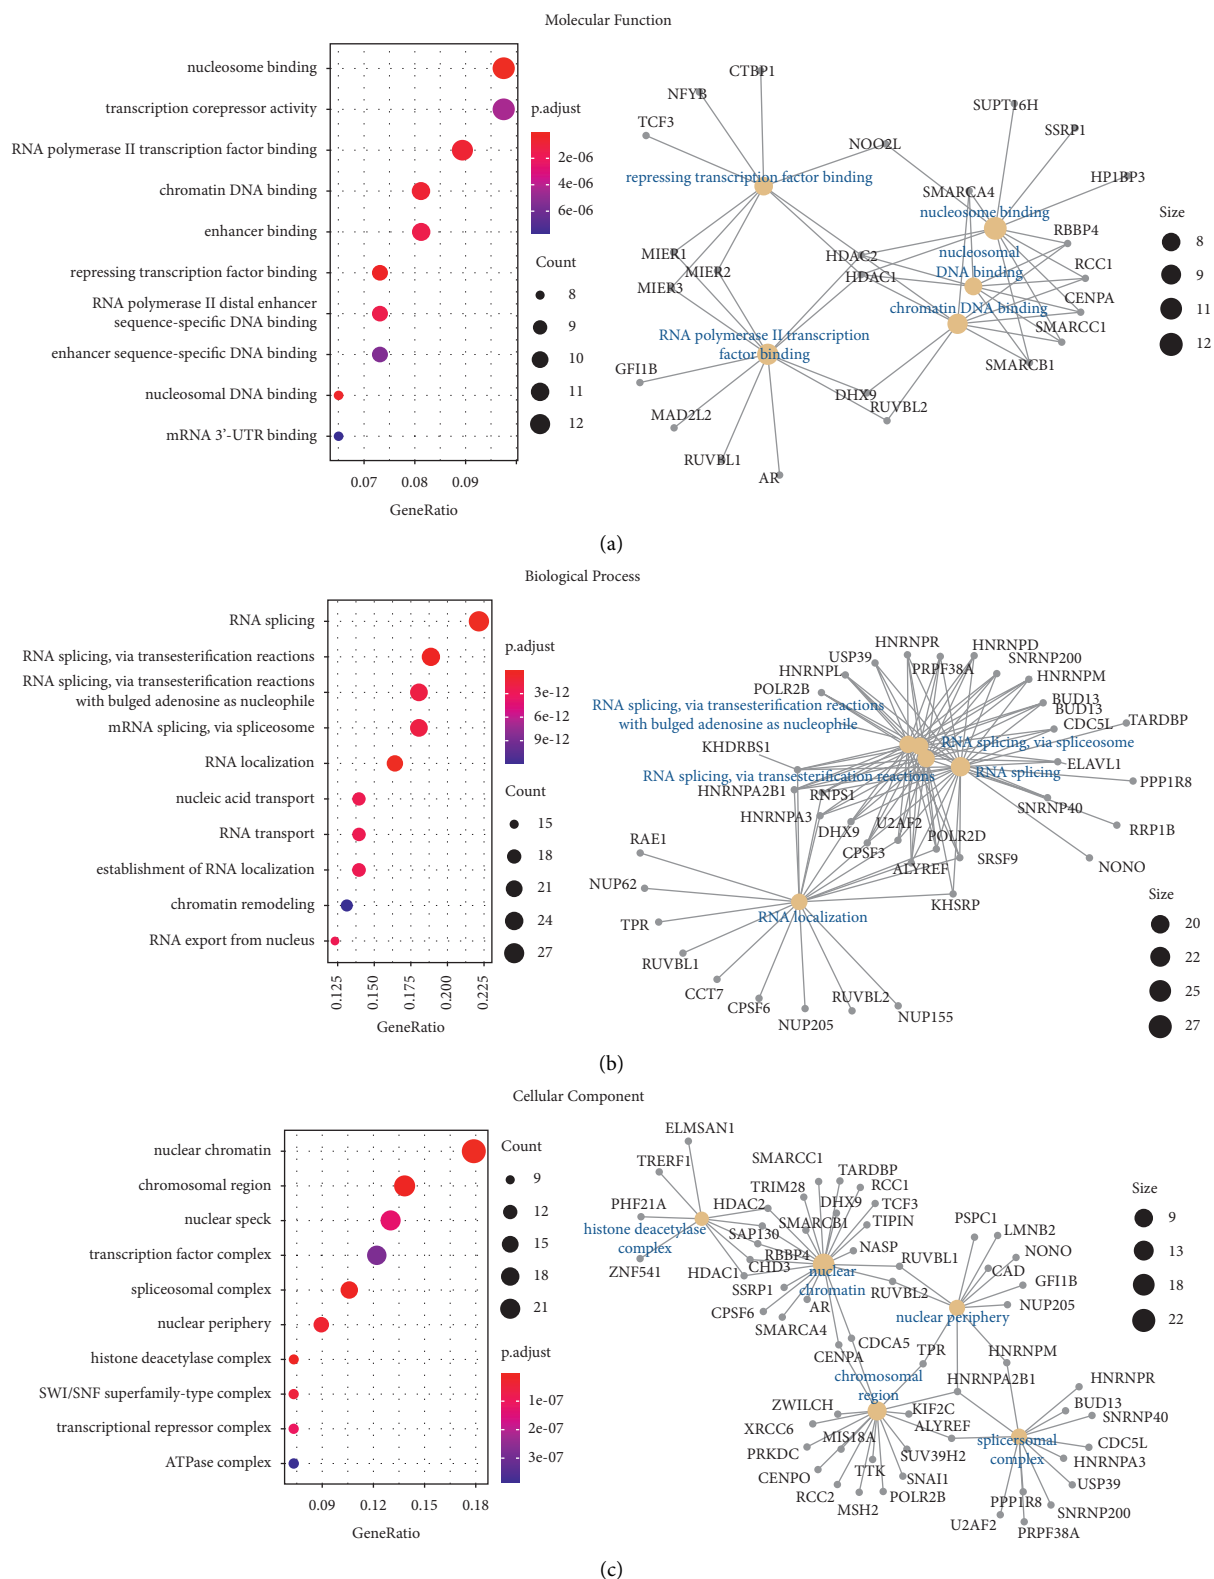 Molecular Function
nucleosome binding
transcription corepressor activity
RNA polymerase II transcription factor binding
chromatin DNA binding
enhancer binding
repressing transcription factor binding
RNA polymerase II distal enhancer
sequence-specific DNA binding
enhancer sequence-specific DNA binding
nucleosomal DNA binding
mRNA 3'-UTR binding
0.07 0.08 0.09
GeneRatio
p.adjust
2e-06
4e-06
6e-06
Count
8
9
10
11
12
CTBP1
NFYB
TCF3
SUPT16H
SSRP1
NOO2L
HP1BP3
repressing transcription factor binding
SMARCA4
nucleosome binding
RBBP4
MIER1
HDAC2
nucleosomal
DNA binding
MIER2
HDAC1
RCC1
MIER3
CENPA
chromatin DNA binding
SMARCC1
RNA polymerase II transcription
factor binding
SMARCB1
GFI1B
DHX9
RUVBL2
MAD2L2
RUVBL1
AR
Size
8
9
11
12
(a)
Biological Process
RNA splicing
RNA splicing, via transesterification reactions
RNA splicing, via transesterification reactions
with bulged adenosine as nucleophile
mRNA splicing, via spliceosome
RNA localization
nucleic acid transport
RNA transport
establishment of RNA localization
chromatin remodeling
RNA export from nucleus
0.125 0.150 0.175 0.200 0.225
GeneRatio
p.adjust
3e-12
6e-12
9e-12
Count
15
18
21
24
27
HNRNPR
HNRNPD
USP39
PRPF38A
SNRNP200
HNRNPL
HNRNPM
POLR2B
BUD13
BUD13
RNA splicing, via transesterification reactions
with bulged adenosine as nucleophile
CDC5L
TARDBP
KHDRBS1
RNA splicing, via spliceosome
ELAVL1
RNA splicing, via transesterification reactions
RNA splicing
PPP1R8
HNRNPA2B1
RNPS1
SNRNP40
HNRNPA3
DHX9
U2AF2
RRP1B
RAE1
CPSF3
POLR2D
SRSF9
NONO
ALYREF
NUP62
KHSRP
RNA localization
TPR
RUVBL1
CCT7
CPSF6
NUP205
RUVBL2
NUP155
Size
20
22
25
27
(b)
Cellular Component
nuclear chromatin
chromosomal region
nuclear speck
transcription factor complex
spliceosomal complex
nuclear periphery
histone deacetylase complex
SWI/SNF superfamily-type complex
transcriptional repressor complex
ATPase complex
0.09 0.12 0.15 0.18
GeneRatio
Count
9
12
15
18
21
p.adjust
1e-07
2e-07
3e-07
ELMSAN1
TRERF1
SMARCC1
TARDBP
TRIM28
RCC1
PHF21A
HDAC2
DHX9
TCF3
histone deacetylase
complex
SMARCB1
TIPIN
SAP130
NASP
RBBP4
ZNF541
HDAC1
CHD3
nuclear
chromatin
RUVBL1
SSRP1
RUVBL2
CPSF6
AR
SMARCA4
PSPC1
LMNB2
NONO
CAD
GFI1B
NUP205
nuclear periphery
CDCA5
CENPA
TPR
HNRNPM
chromosomal
region
HNRNPA2B1
HNRNPR
ZWILCH
KIF2C
BUD13
XRCC6
ALYREF
SNRNP40
MIS18A
PRKDC
SUV39H2
splicersomal
complex
CDC5L
HNRNPA3
CENPO
TTK
SNAI1
USP39
RCC2
POLR2B
PPP1R8
MSH2
SNRNP200
U2AF2
PRPF38A
Size
9
13
18
22
(c)